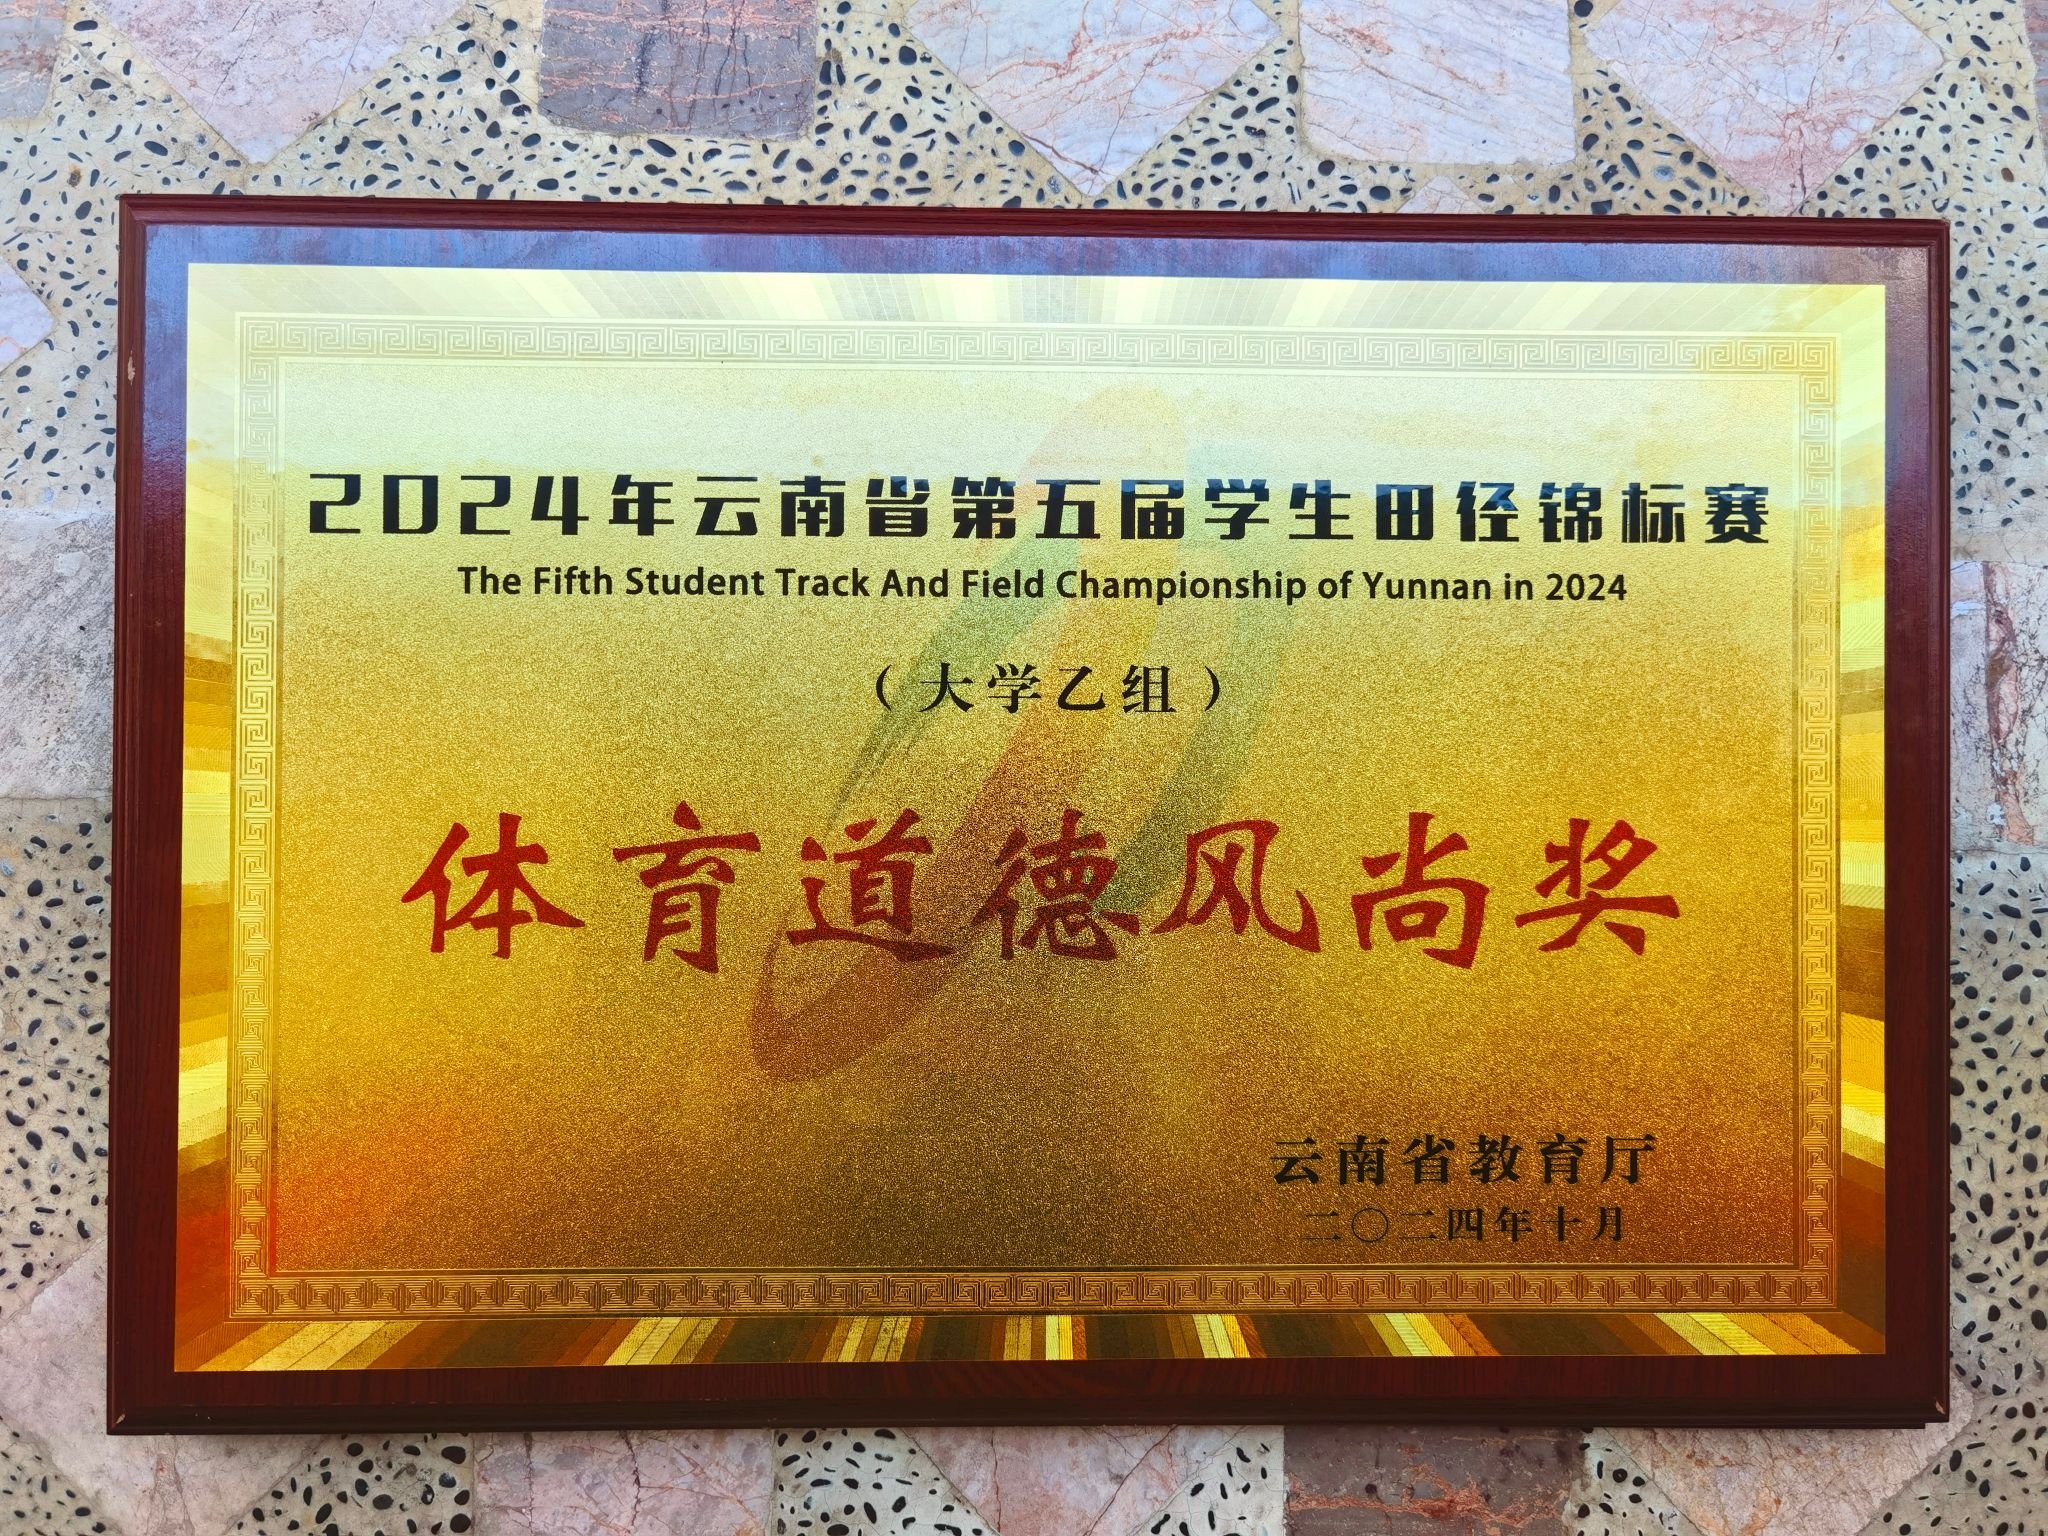 2024年云南省第五届学生田径锦标赛
The Fifth Student Track And Field Championship of Yunnan in 2024
（大学乙组）
体育道德风尚奖
云南省教育厅
二〇二四年十月